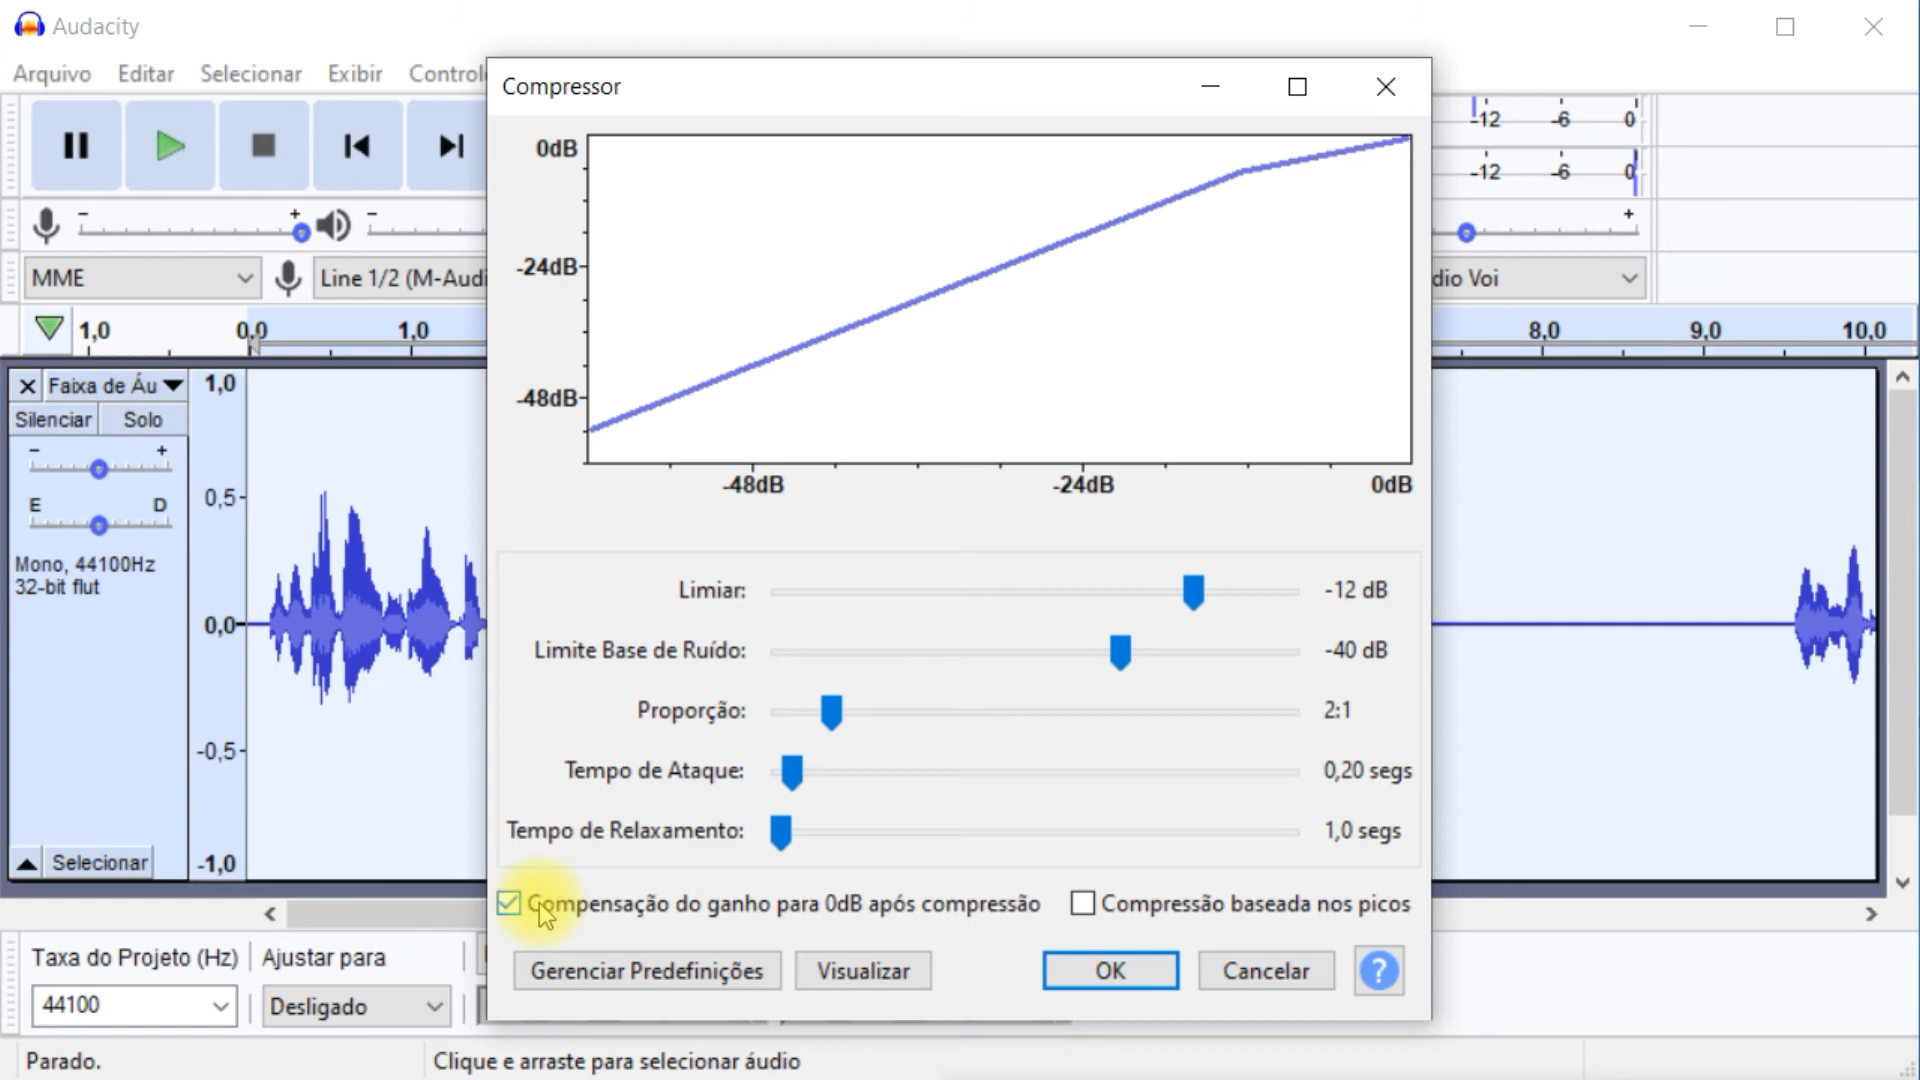 Audacity
Arquivo Editar Selecionar Exibir
Compressor
0dB
-24dB
-48dB
-48dB -24dB 0dB
-12 -6 0
-12 -6 0
- + - +
MME
Line 1/2 (M-Audi
dio Voi
1,0 0,0 1,0 8,0 9,0 10,0
Faixa de Áu
Silenciar Solo
- +
E D
Mono, 44100Hz
32-bit flut
Selecionar
1,0
0,5
0,0
-0,5
-1,0
Limiar: -12 dB
Limite Base de Ruído: -40 dB
Proporção: 2:1
Tempo de Ataque: 0,20 segs
Tempo de Relaxamento: 1,0 segs
Compensação do ganho para 0dB após compressão
Compressão baseada nos picos
Gerenciar Predefinições Visualizar OK Cancelar ?
Taxa do Projeto (Hz) Ajustar para
44100 Desligado
Parado. Clique e arraste para selecionar áudio